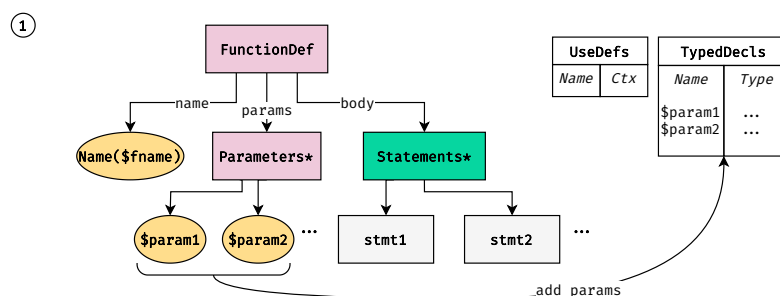 1
FunctionDef
UseDefs
TypedDecls
Name Ctx
Name Type
name
params
body
$param1 ...
$param2 ...
Name($fname)
Parameters*
Statements*
$param1
$param2
...
stmt1
stmt2
...
add params